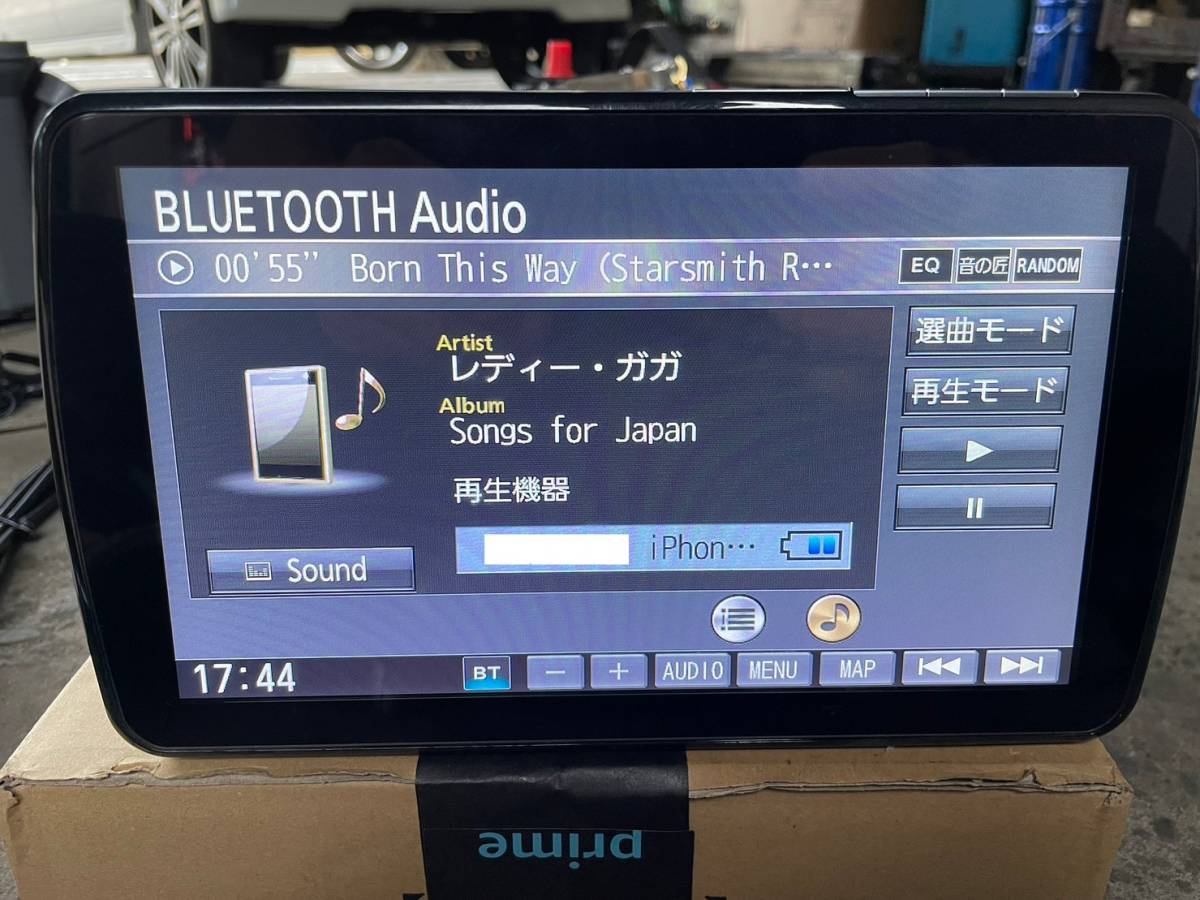 BLUETOOTH Audio
00'55” Born This Way (Starsmith R… EQ 音の匠 RANDOM
Artist
レディー・ガガ
Album
Songs for Japan
再生機器
iPhon…
Sound
選曲モード
再生モード
17:44 BT － ＋ AUDIO MENU MAP
prime